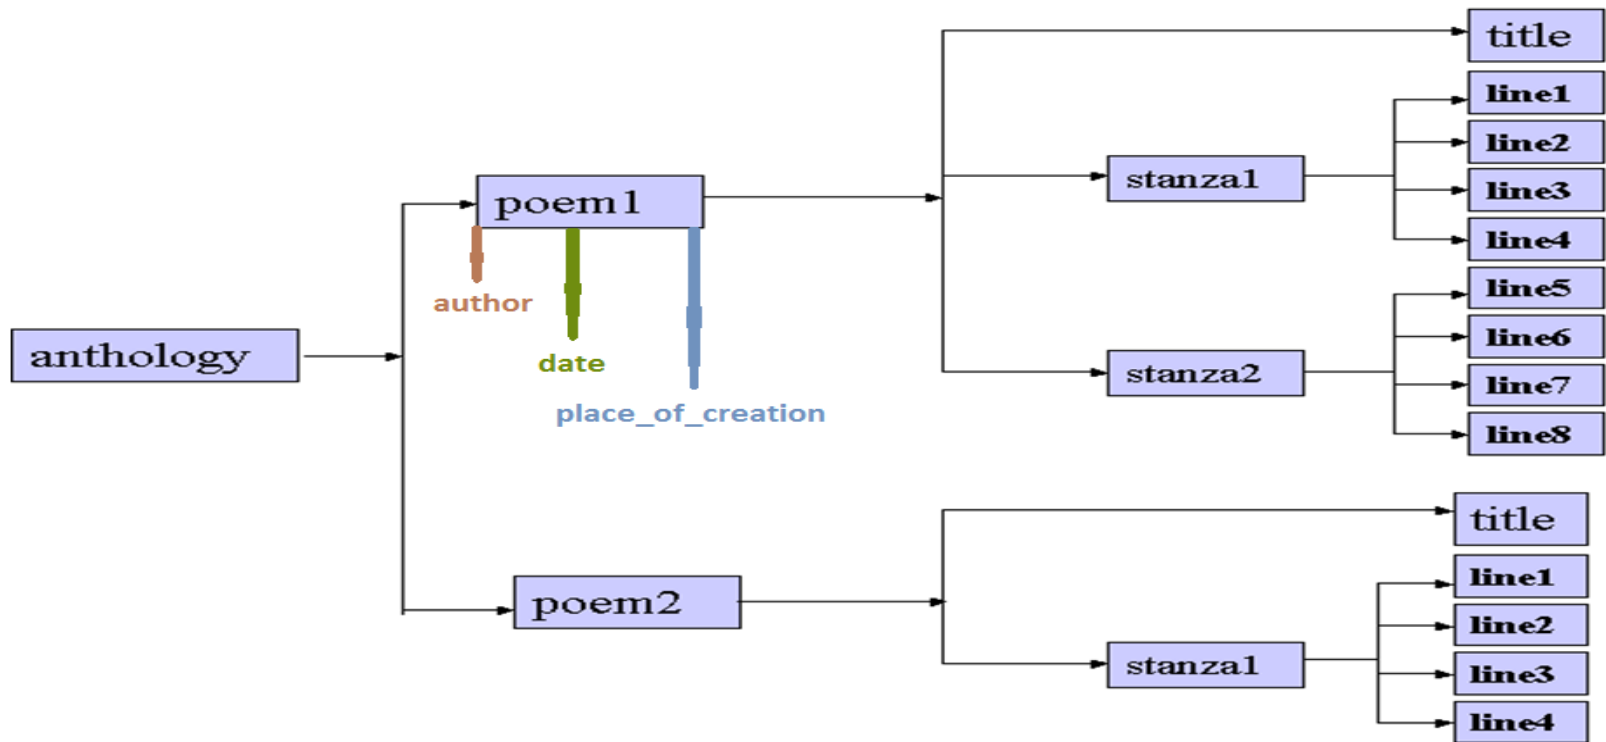 title
line1
line2
stanza1
line3
poem1
line4
line5
author
line6
anthology
date
stanza2
line7
place_of_creation
line8
title
line1
poem2
line2
stanza1
line3
line4